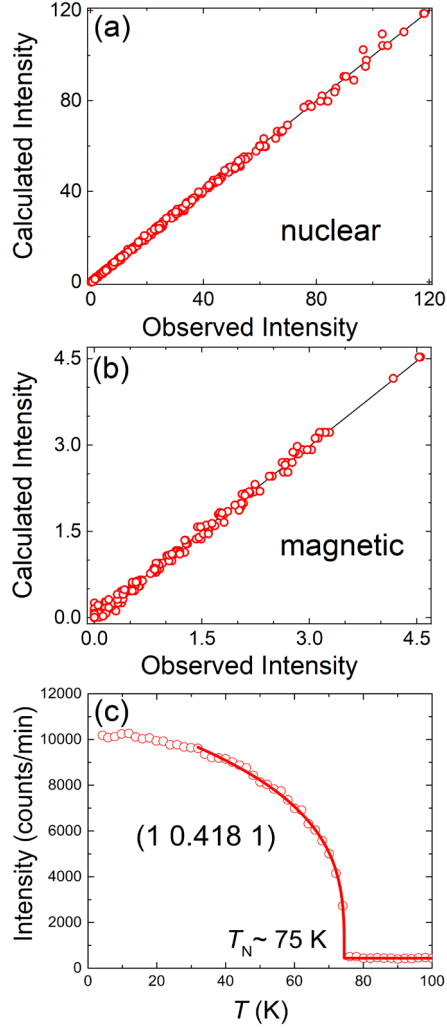 (a)
120
80
40
0
Calculated Intensity
nuclear
0 40 80 120
Observed Intensity
(b)
4.5
3.0
1.5
0.0
Calculated Intensity
magnetic
0.0 1.5 3.0 4.5
Observed Intensity
(c)
12000
10000
8000
6000
4000
2000
0
Intensity (counts/min)
(1 0.418 1)
T_N~ 75 K
0 20 40 60 80 100
T (K)